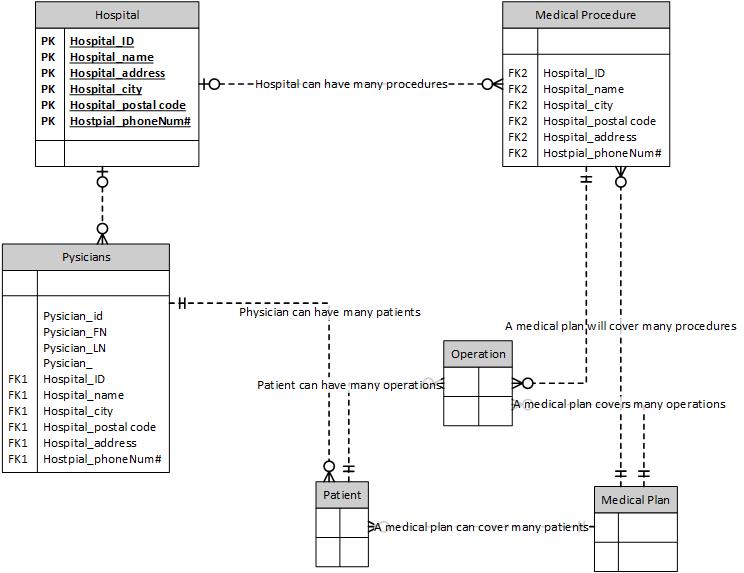 Hospital
PK Hospital_ID
PK Hospital_name
PK Hospital_address
PK Hospital_city
PK Hospital_postal code
PK Hostpial_phoneNum#
Medical Procedure
FK2 Hospital_ID
FK2 Hospital_name
FK2 Hospital_city
FK2 Hospital_postal code
FK2 Hospital_address
FK2 Hostpial_phoneNum#
Hospital can have many procedures
Pysicians
Pysician_id
Pysician_FN
Pysician_LN
Pysician_
FK1 Hospital_ID
FK1 Hospital_name
FK1 Hospital_city
FK1 Hospital_postal code
FK1 Hospital_address
FK1 Hostpial_phoneNum#
Physician can have many patients
A medical plan will cover many procedures
Operation
Patient can have many operations
A medical plan covers many operations
Patient
Medical Plan
A medical plan can cover many patients